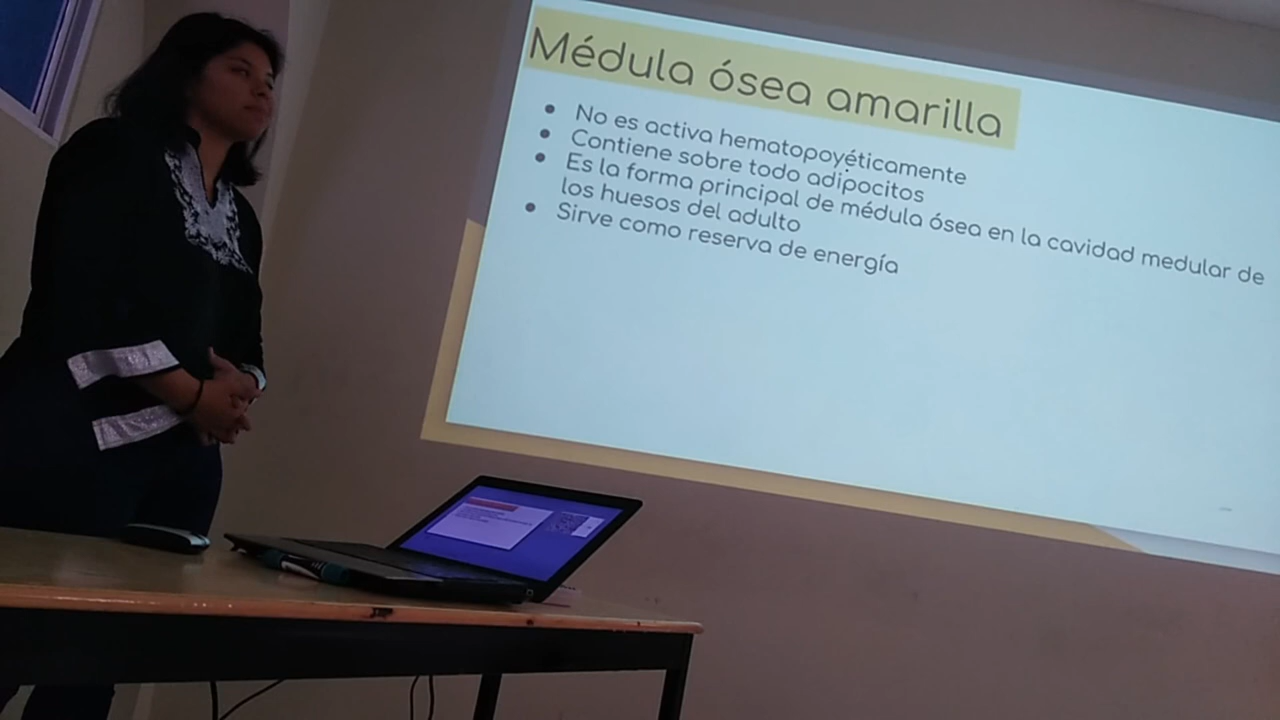 Médula ósea amarilla
● No es activa hematopoyéticamente
● Contiene sobre todo adipocitos
● Es la forma principal de médula ósea en la cavidad medular de
los huesos del adulto
● Sirve como reserva de energía